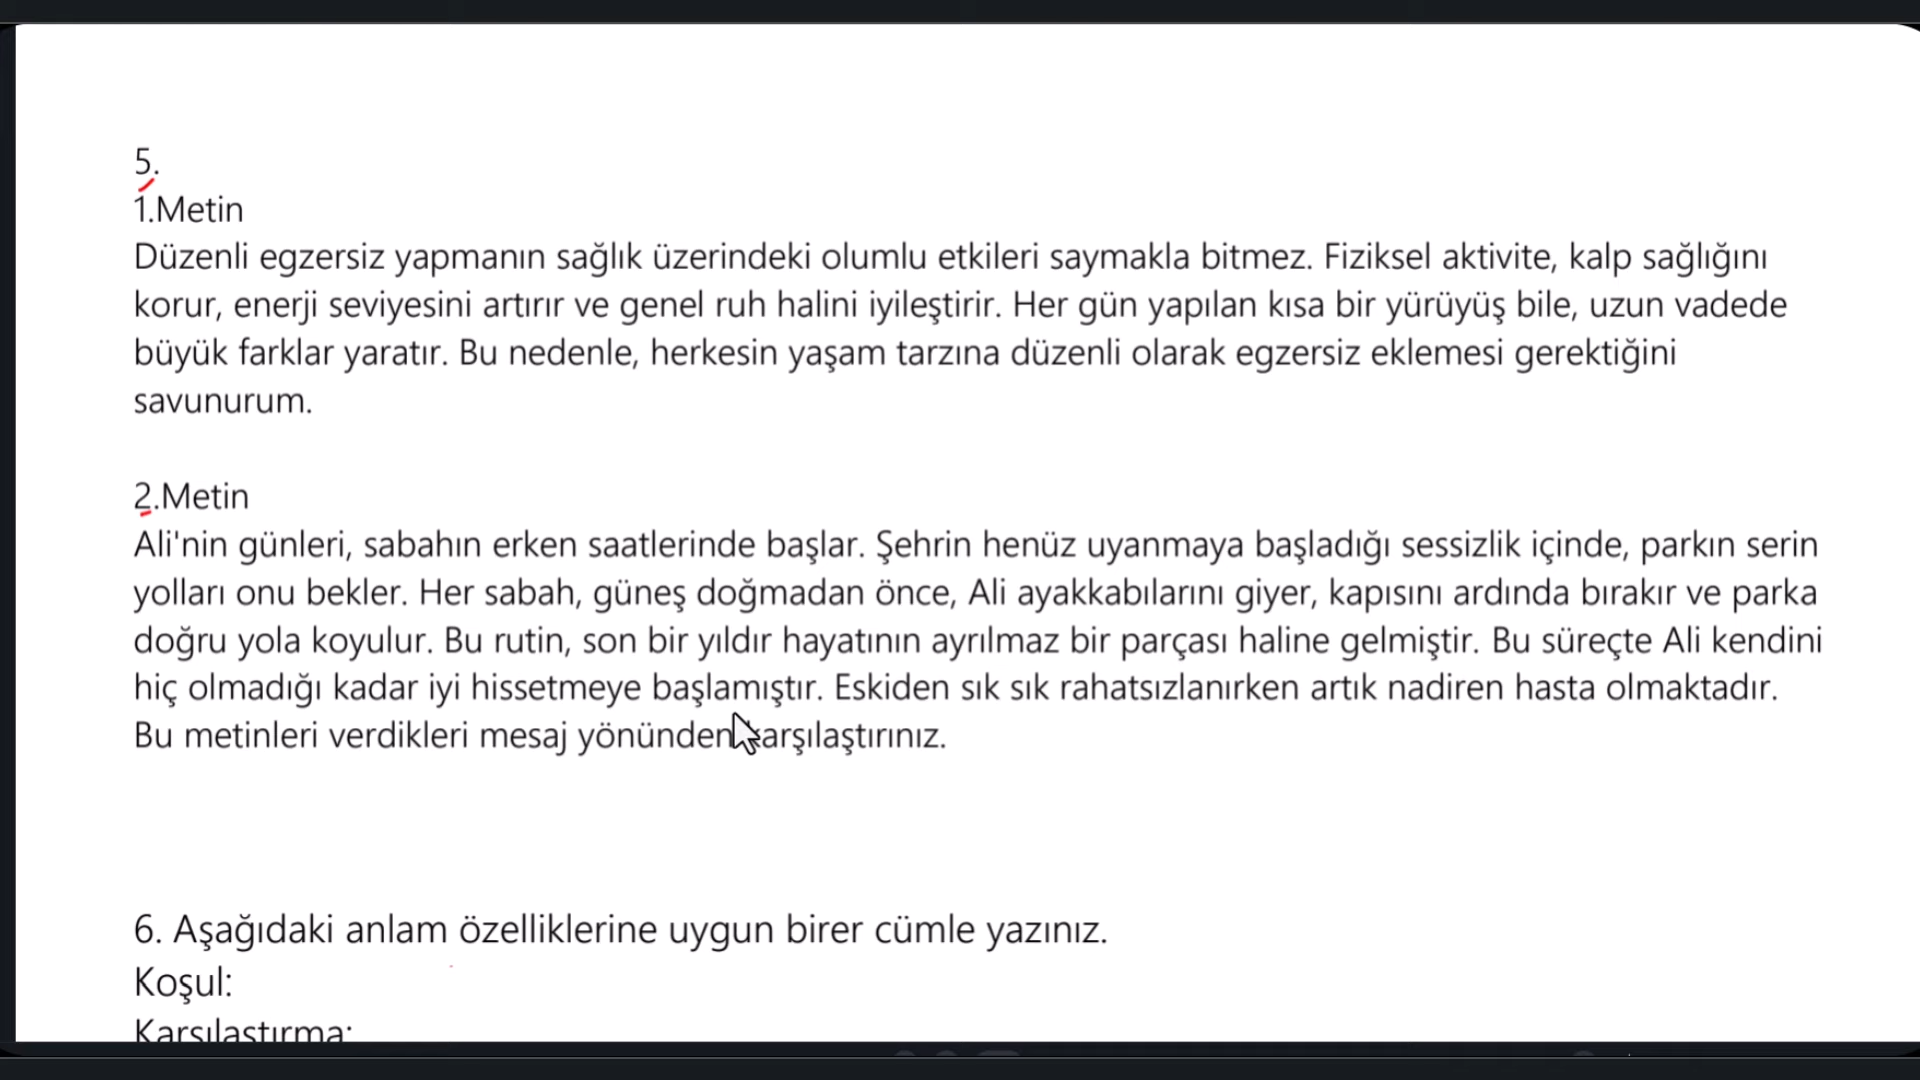 5.
1.Metin
Düzenli egzersiz yapmanın sağlık üzerindeki olumlu etkileri saymakla bitmez. Fiziksel aktivite, kalp sağlığını
korur, enerji seviyesini artırır ve genel ruh halini iyileştirir. Her gün yapılan kısa bir yürüyüş bile, uzun vadede
büyük farklar yaratır. Bu nedenle, herkesin yaşam tarzına düzenli olarak egzersiz eklemesi gerektiğini
savunurum.
2.Metin
Ali'nin günleri, sabahın erken saatlerinde başlar. Şehrin henüz uyanmaya başladığı sessizlik içinde, parkın serin
yolları onu bekler. Her sabah, güneş doğmadan önce, Ali ayakkabılarını giyer, kapısını ardında bırakır ve parka
doğru yola koyulur. Bu rutin, son bir yıldır hayatının ayrılmaz bir parçası haline gelmiştir. Bu süreçte Ali kendini
hiç olmadığı kadar iyi hissetmeye başlamıştır. Eskiden sık sık rahatsızlanırken artık nadiren hasta olmaktadır.
Bu metinleri verdikleri mesaj yönünden karşılaştırınız.
6. Aşağıdaki anlam özelliklerine uygun birer cümle yazınız.
Koşul:
Karşılaştırma: